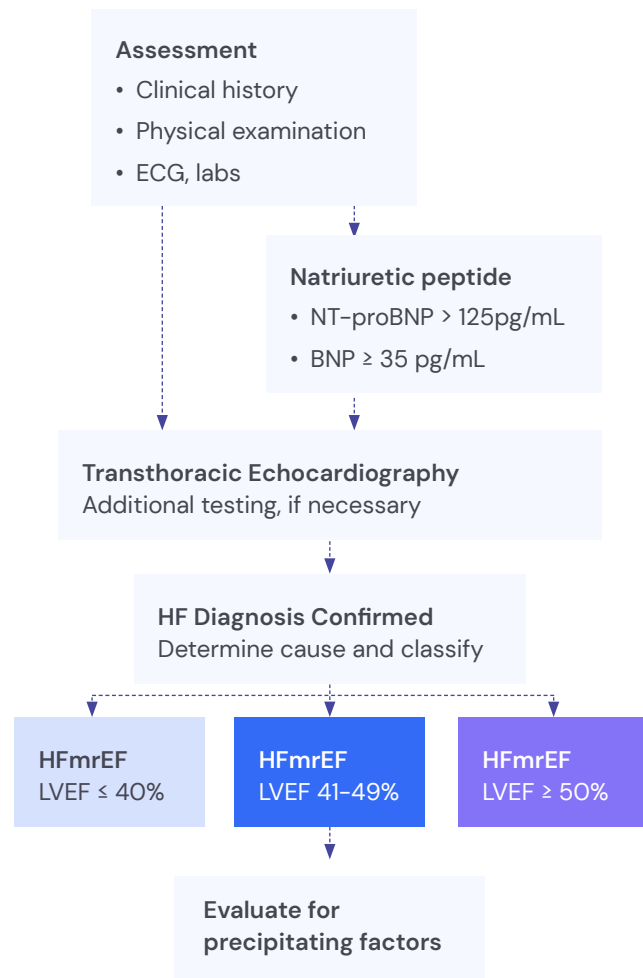 Assessment
• Clinical history
• Physical examination
• ECG, labs
Natriuretic peptide
• NT-proBNP > 125pg/mL
• BNP ≥ 35 pg/mL
Transthoracic Echocardiography
Additional testing, if necessary
HF Diagnosis Confirmed
Determine cause and classify
HFmrEF
LVEF ≤ 40%
HFmrEF
LVEF 41-49%
HFmrEF
LVEF ≥ 50%
Evaluate for
precipitating factors